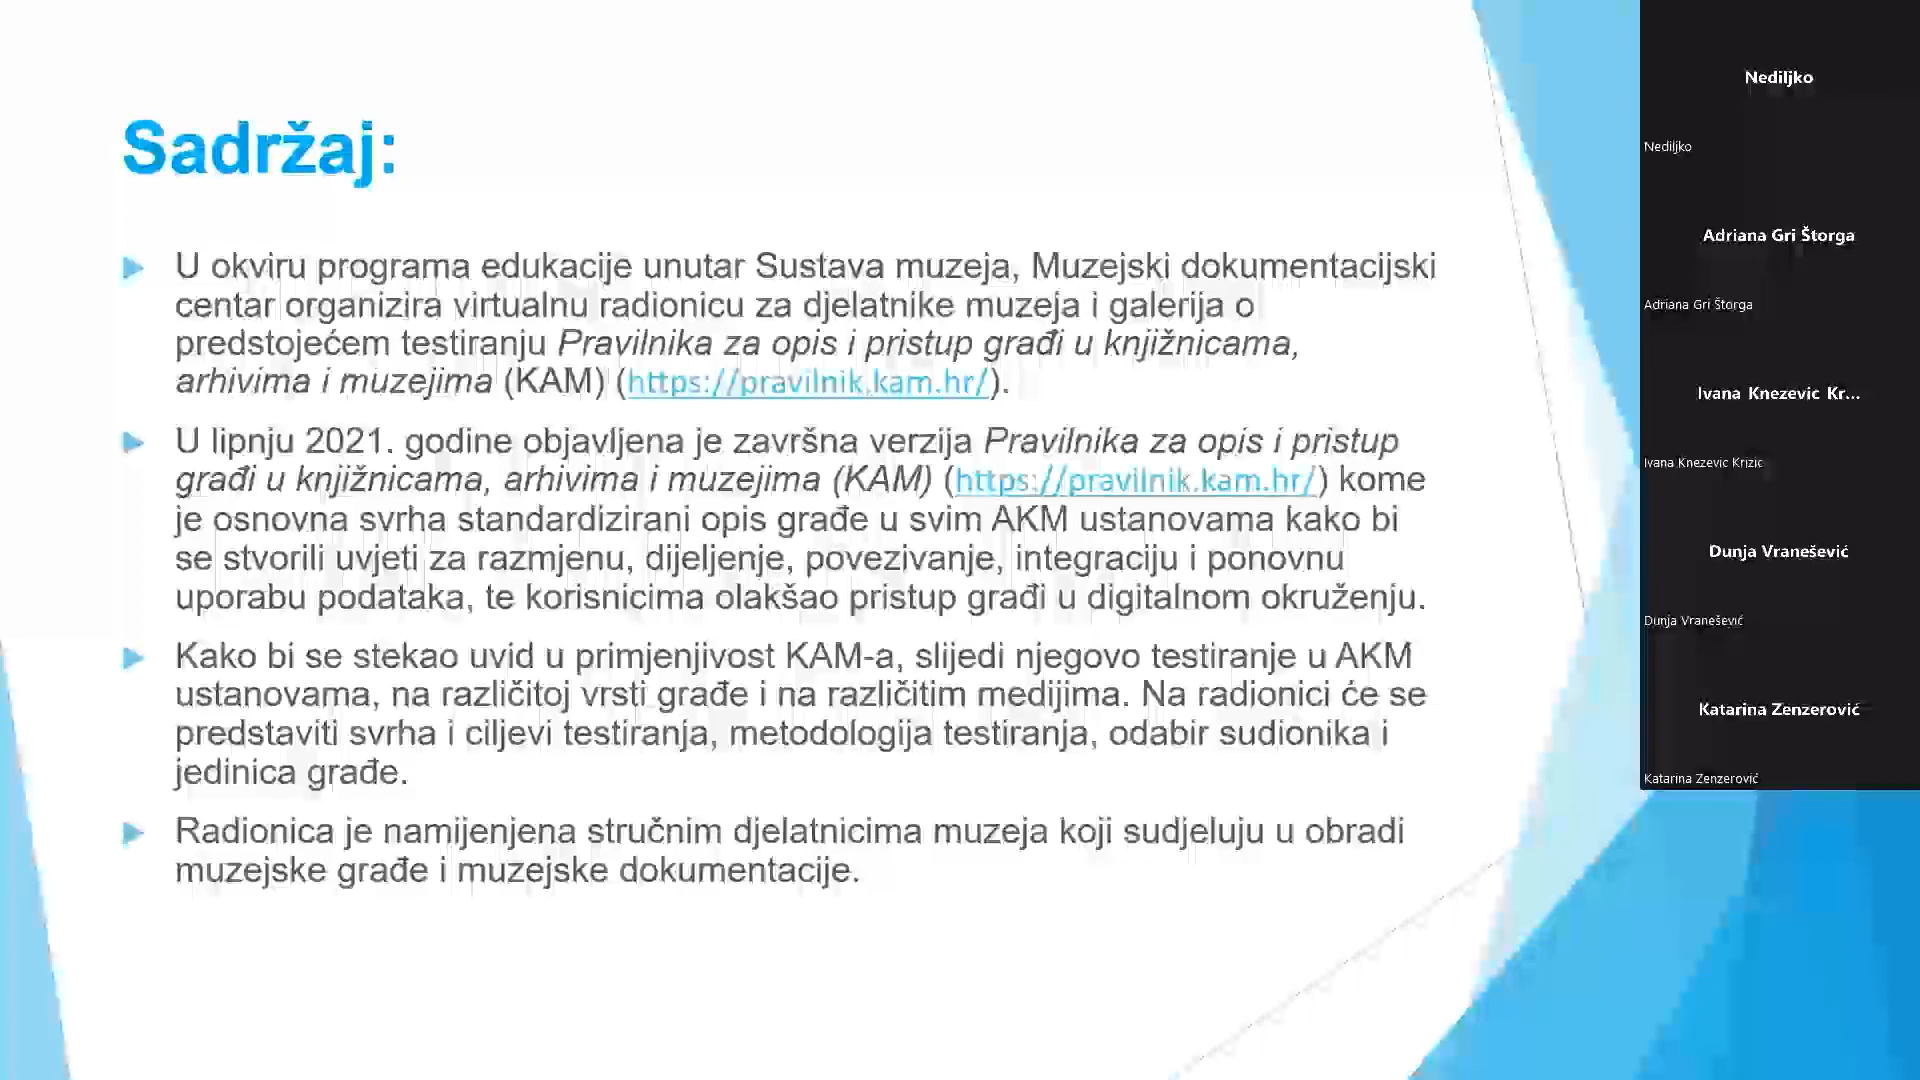 Sadržaj:
U okviru programa edukacije unutar Sustava muzeja, Muzejski dokumentacijski
centar organizira virtualnu radionicu za djelatnike muzeja i galerija o
predstojećem testiranju Pravilnika za opis i pristup građi u knjižnicama,
arhivima i muzejima (KAM) (https://pravilnik.kam.hr/).
U lipnju 2021. godine objavljena je završna verzija Pravilnika za opis i pristup
građi u knjižnicama, arhivima i muzejima (KAM) (https://pravilnik.kam.hr/) kome
je osnovna svrha standardizirani opis građe u svim AKM ustanovama kako bi
se stvorili uvjeti za razmjenu, dijeljenje, povezivanje, integraciju i ponovnu
uporabu podataka, te korisnicima olakšao pristup građi u digitalnom okruženju.
Kako bi se stekao uvid u primjenjivost KAM-a, slijedi njegovo testiranje u AKM
ustanovama, na različitoj vrsti građe i na različitim medijima. Na radionici će se
predstaviti svrha i ciljevi testiranja, metodologija testiranja, odabir sudionika i
jedinica građe.
Radionica je namijenjena stručnim djelatnicima muzeja koji sudjeluju u obradi
muzejske građe i muzejske dokumentacije.
Nediljko
Nediljko
Adriana Gri Štorga
Adriana Gri Štorga
Ivana Knezevic Kr...
Ivana Knezevic Krizic
Dunja Vranešević
Dunja Vranešević
Katarina Zenzerović
Katarina Zenzerović